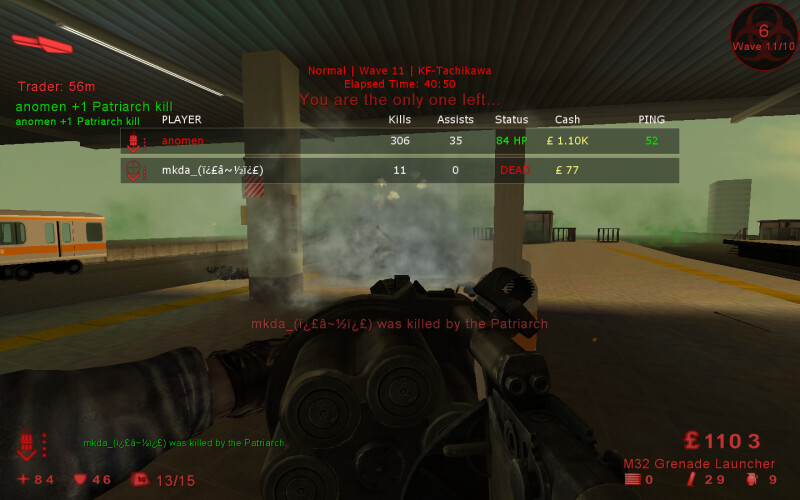 6
Wave 11/10
Normal | Wave 11 | KF-Tachikawa
Elapsed Time: 40:50
You are the only one left...
Trader: 56m
anomen +1 Patriarch kill
anomen +1 Patriarch kill
PLAYER Kills Assists Status Cash PING
anomen 306 35 84 HP £ 1.10K 52
mkda_(ï¿£â~½ï¿£) 11 0 DEAD £ 77
mkda_(ï¿£â~½ï¿£) was killed by the Patriarch
mkda_(ï¿£â~½ï¿£) was killed by the Patriarch.
£1103
M32 Grenade Launcher
84 46 13/15 0 29 9